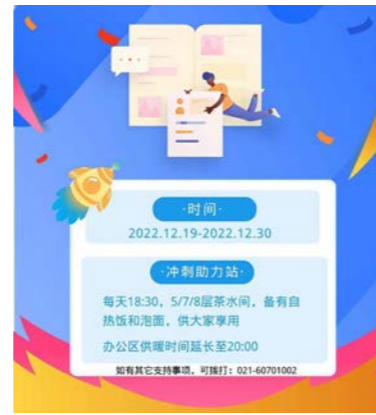 ·时间·
2022.12.19-2022.12.30
·冲刺助力站·
每天18:30，5/7/8层茶水间，备有自
热饭和泡面，供大家享用
办公区供暖时间延长至20:00
如有其它支持事项，可拨打：021-60701002